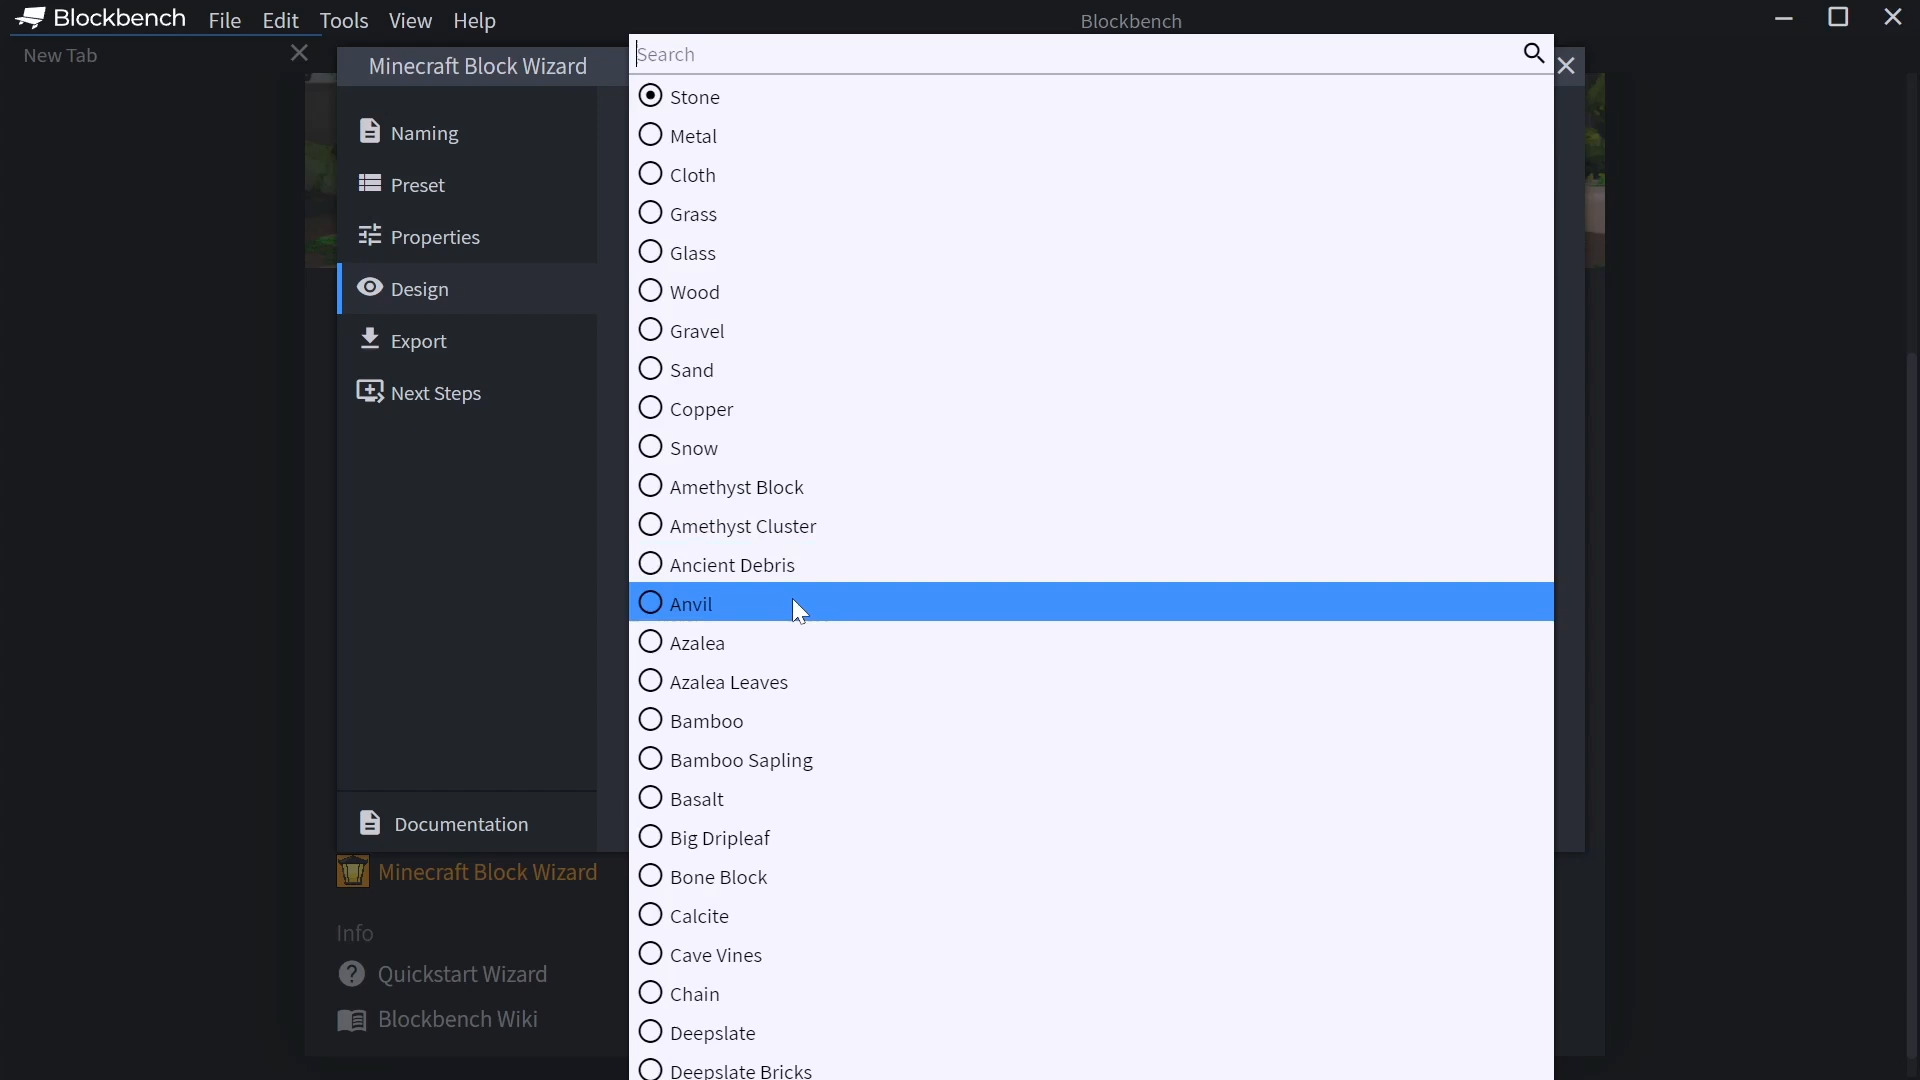 Blockbench File Edit Tools View Help Blockbench
New Tab
Minecraft Block Wizard
Naming
Preset
Properties
Design
Export
Next Steps
Documentation
Minecraft Block Wizard
Info
Quickstart Wizard
Blockbench Wiki
Search
Stone
Metal
Cloth
Grass
Glass
Wood
Gravel
Sand
Copper
Snow
Amethyst Block
Amethyst Cluster
Ancient Debris
Anvil
Azalea
Azalea Leaves
Bamboo
Bamboo Sapling
Basalt
Big Dripleaf
Bone Block
Calcite
Cave Vines
Chain
Deepslate
Deepslate Bricks